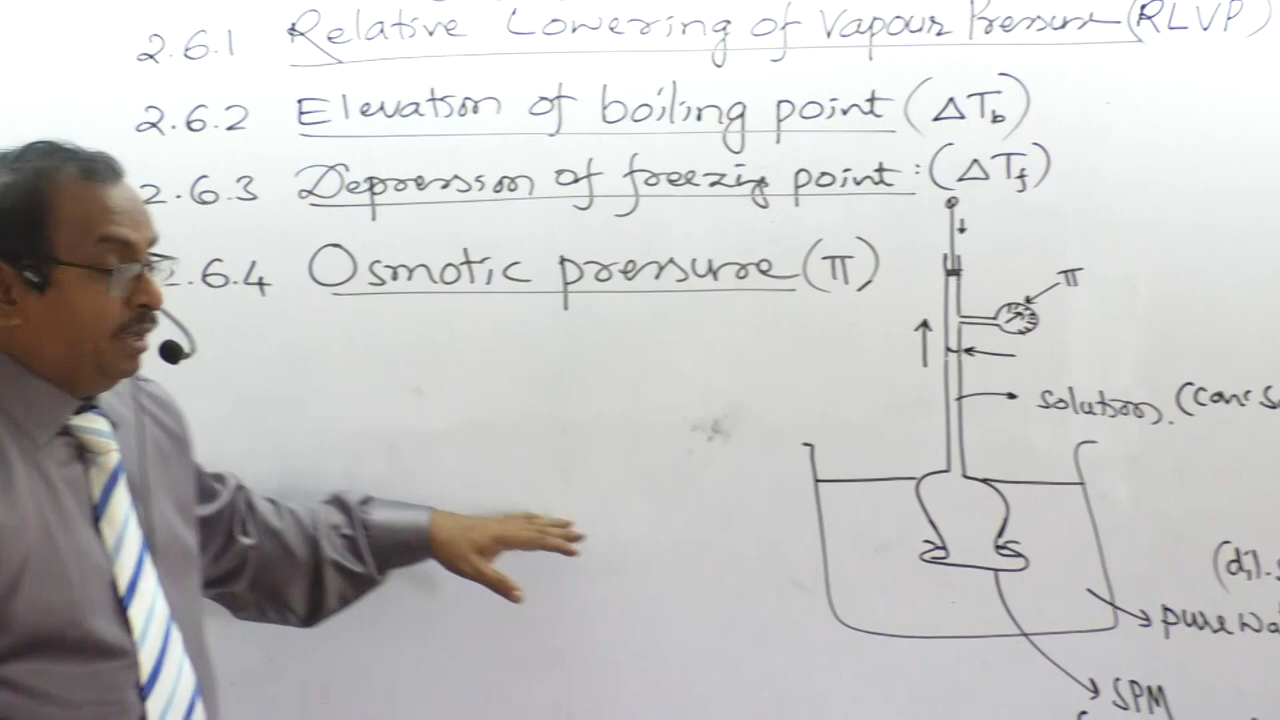 2.6.1 Relative Lowering of Vapour Pressure (RLVP)
2.6.2 Elevation of boiling point (ΔTb)
2.6.3 Depression of freezing point : (ΔTf)
2.6.4 Osmotic pressure (π)
π
solution. (conc s
(dil. s
pure wa
SPM